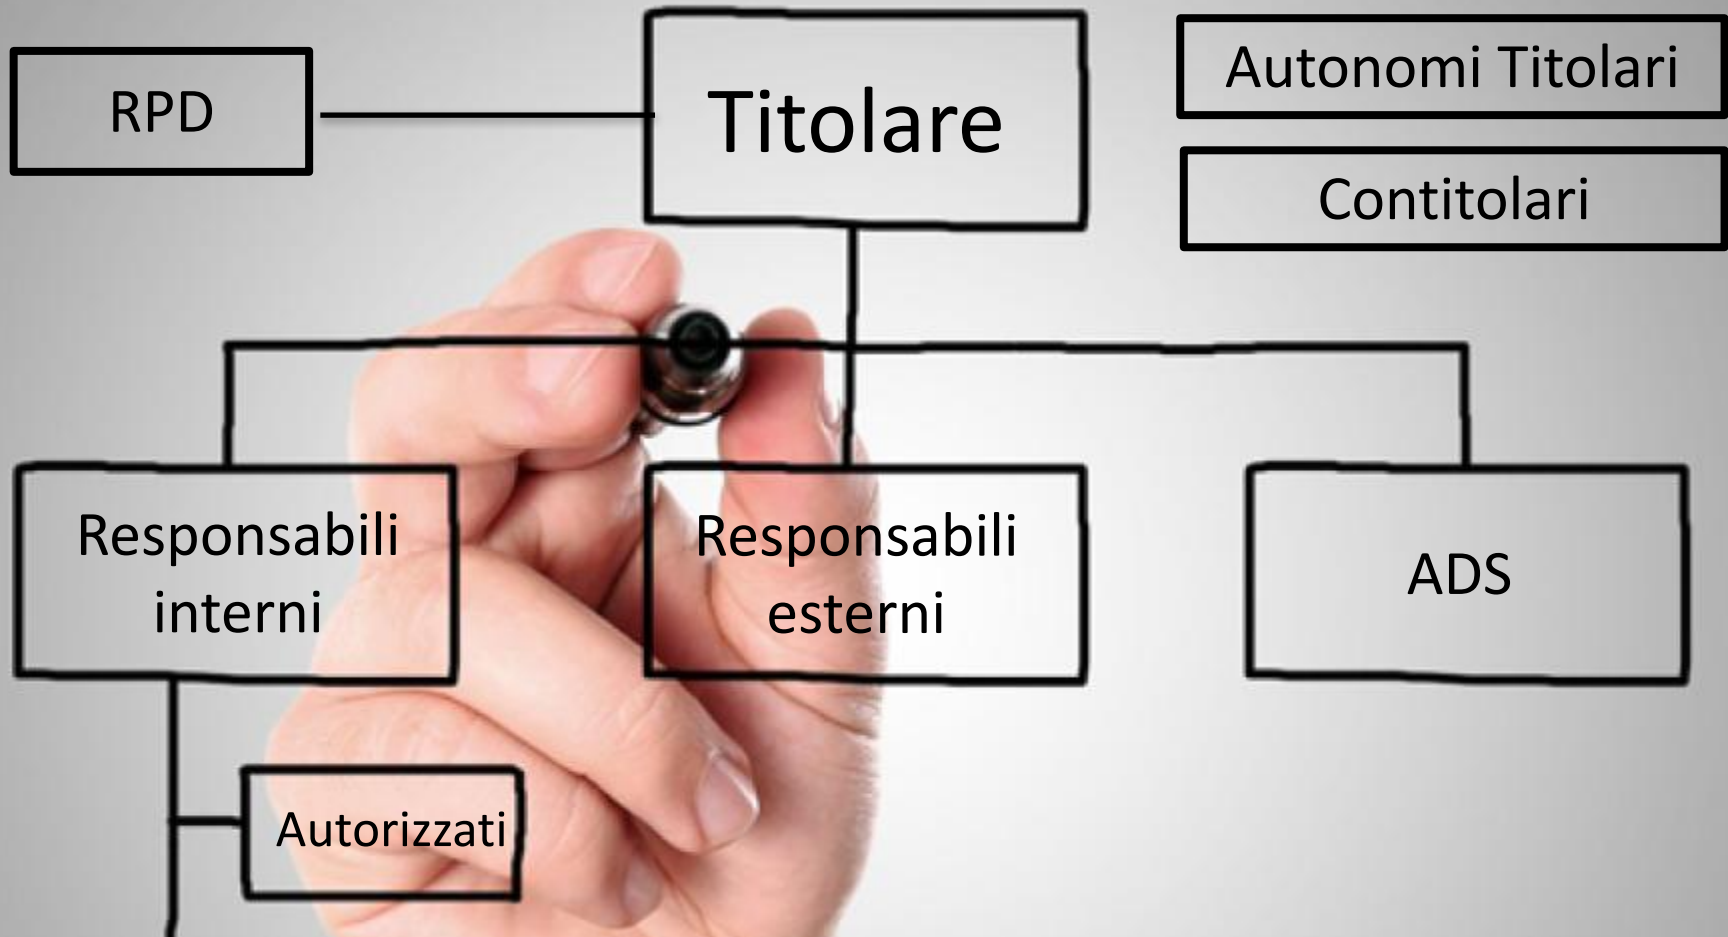 RPD
Titolare
Autonomi Titolari
Contitolari
Responsabili
interni
Responsabili
esterni
ADS
Autorizzati